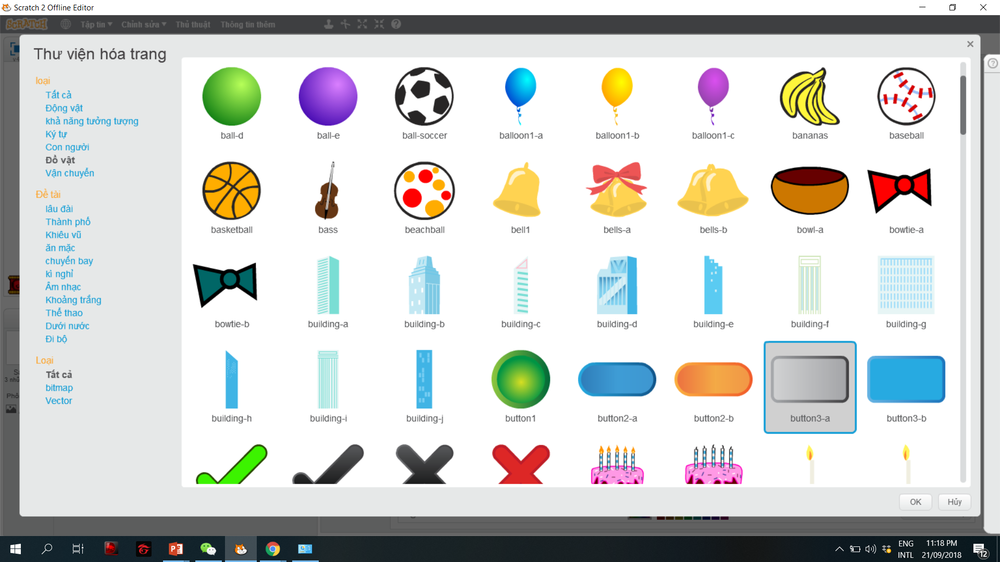 Scratch 2 Offline Editor
SCRATCH Tập tin Chỉnh sửa Thủ thuật Thông tin thêm
Thư viện hóa trang
loại
Tất cả
Động vật
khả năng tưởng tượng
Ký tự
Con người
Đồ vật
Vận chuyển
Đề tài
lâu đài
Thành phố
Khiêu vũ
ăn mặc
chuyến bay
kì nghỉ
Âm nhạc
Khoảng trắng
Thể thao
Dưới nước
Đi bộ
Loại
Tất cả
bitmap
Vector
ball-d ball-e ball-soccer balloon1-a balloon1-b balloon1-c bananas baseball
basketball bass beachball bell1 bells-a bells-b bowl-a bowtie-a
bowtie-b building-a building-b building-c building-d building-e building-f building-g
building-h building-i building-j button1 button2-a button2-b button3-a button3-b
OK Hủy
ENG 11:18 PM
INTL 21/09/2018
12